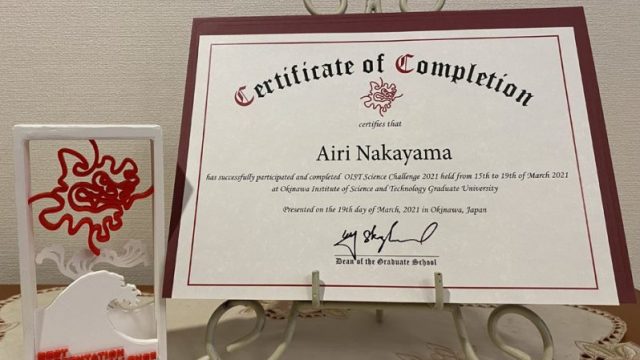 Certificate of Completion
certifies that
Airi Nakayama
has successfully participated and completed OIST Science Challenge 2021 held from 15th to 19th of March 2021
at Okinawa Institute of Science and Technology Graduate University
Presented on the 19th day of March, 2021 in Okinawa, Japan
Dean of the Graduate School
BEST
PRESENTATION